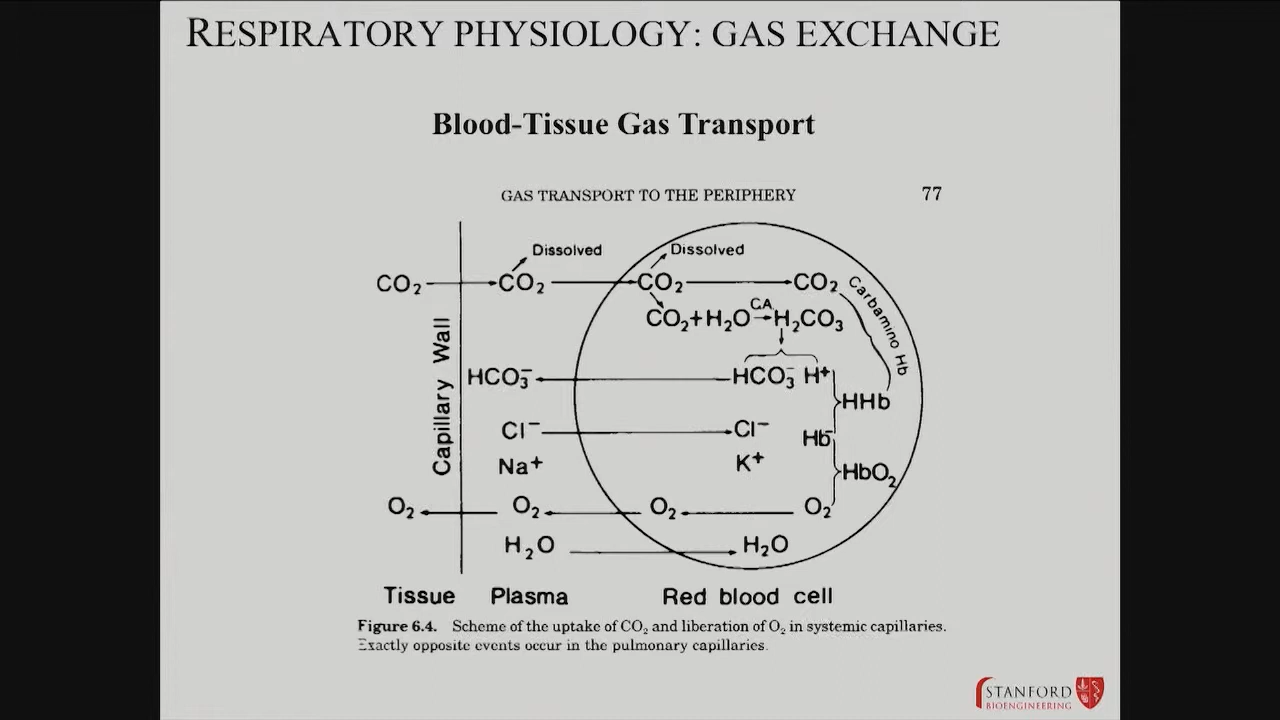 RESPIRATORY PHYSIOLOGY: GAS EXCHANGE
Blood-Tissue Gas Transport
GAS TRANSPORT TO THE PERIPHERY 77
Dissolved Dissolved
CO₂ CO₂ CO₂ CO₂
Carbamino Hb
CA
CO₂+H₂O H₂CO₃
Capillary Wall
HCO₃⁻ HCO₃⁻ H⁺
HHb
Cl⁻ Cl⁻ Hb⁻
Na⁺ K⁺
HbO₂
O₂ O₂ O₂ O₂
H₂O H₂O
Tissue Plasma Red blood cell
Figure 6.4. Scheme of the uptake of CO₂ and liberation of O₂ in systemic capillaries.
Exactly opposite events occur in the pulmonary capillaries.
STANFORD
BIOENGINEERING